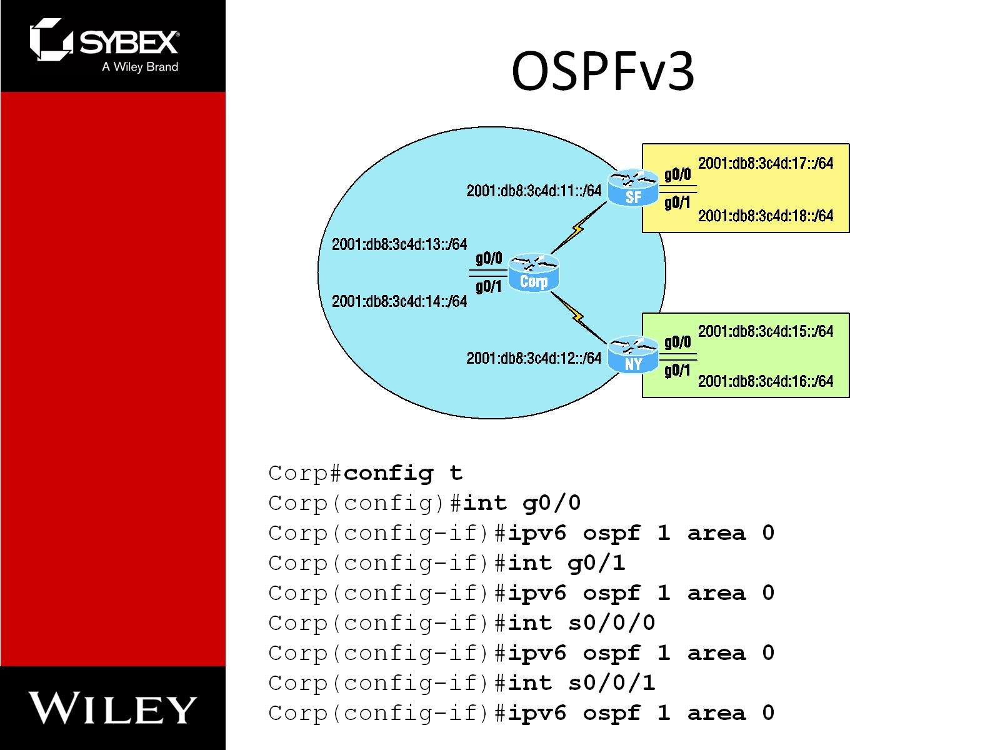 SYBEX®
A Wiley Brand
OSPFv3
2001:db8:3c4d:17::/64
g0/0
2001:db8:3c4d:11::/64
SF
g0/1
2001:db8:3c4d:18::/64
2001:db8:3c4d:13::/64
g0/0
Corp
g0/1
2001:db8:3c4d:14::/64
2001:db8:3c4d:15::/64
g0/0
2001:db8:3c4d:12::/64
NY
g0/1
2001:db8:3c4d:16::/64
Corp#config t
Corp(config)#int g0/0
Corp(config-if)#ipv6 ospf 1 area 0
Corp(config-if)#int g0/1
Corp(config-if)#ipv6 ospf 1 area 0
Corp(config-if)#int s0/0/0
Corp(config-if)#ipv6 ospf 1 area 0
Corp(config-if)#int s0/0/1
Corp(config-if)#ipv6 ospf 1 area 0
WILEY